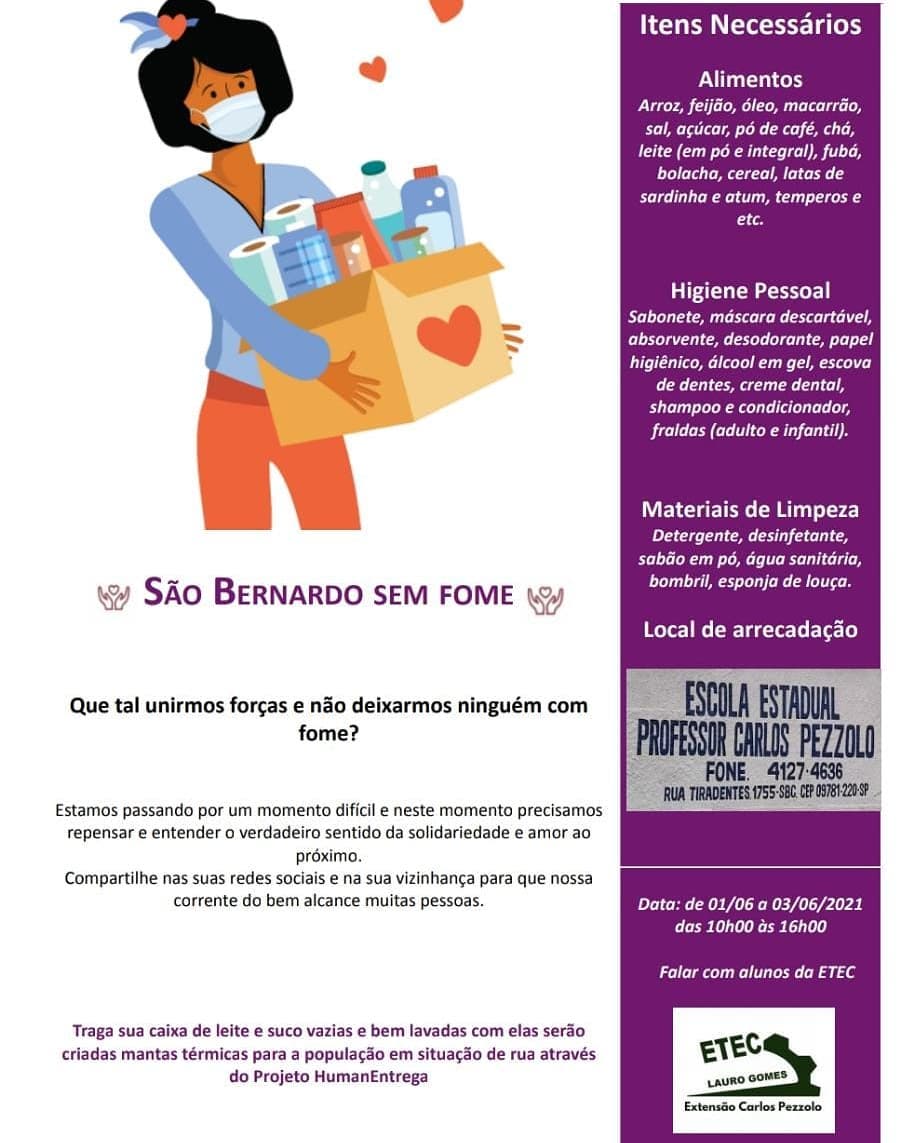 São Bernardo sem fome
Que tal unirmos forças e não deixarmos ninguém com
fome?
Estamos passando por um momento difícil e neste momento precisamos
repensar e entender o verdadeiro sentido da solidariedade e amor ao
próximo.
Compartilhe nas suas redes sociais e na sua vizinhança para que nossa
corrente do bem alcance muitas pessoas.
Traga sua caixa de leite e suco vazias e bem lavadas com elas serão
criadas mantas térmicas para a população em situação de rua através
do Projeto HumanEntrega
Itens Necessários
Alimentos
Arroz, feijão, óleo, macarrão,
sal, açúcar, pó de café, chá,
leite (em pó e integral), fubá,
bolacha, cereal, latas de
sardinha e atum, temperos e
etc.
Higiene Pessoal
Sabonete, máscara descartável,
absorvente, desodorante, papel
higiênico, álcool em gel, escova
de dentes, creme dental,
shampoo e condicionador,
fraldas (adulto e infantil).
Materiais de Limpeza
Detergente, desinfetante,
sabão em pó, água sanitária,
bombril, esponja de louça.
Local de arrecadação
ESCOLA ESTADUAL
PROFESSOR CARLOS PEZZOLO
FONE. 4127-4636
RUA TIRADENTES.1755-SBC. CEP 09781-220-SP
Data: de 01/06 a 03/06/2021
das 10h00 às 16h00
Falar com alunos da ETEC
ETEC
LAURO GOMES
Extensão Carlos Pezzolo